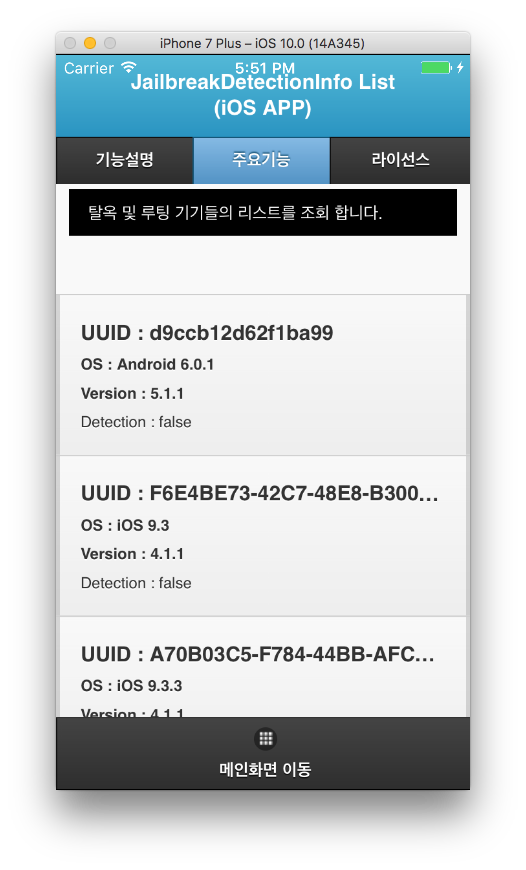 iPhone 7 Plus – iOS 10.0 (14A345)
Carrier 5:51 PM
JailbreakDetectionInfo List
(iOS APP)
기능설명 주요기능 라이선스
탈옥 및 루팅 기기들의 리스트를 조회 합니다.
UUID : d9ccb12d62f1ba99
OS : Android 6.0.1
Version : 5.1.1
Detection : false
UUID : F6E4BE73-42C7-48E8-B300...
OS : iOS 9.3
Version : 4.1.1
Detection : false
UUID : A70B03C5-F784-44BB-AFC...
OS : iOS 9.3.3
Version : 4.1.1
메인화면 이동